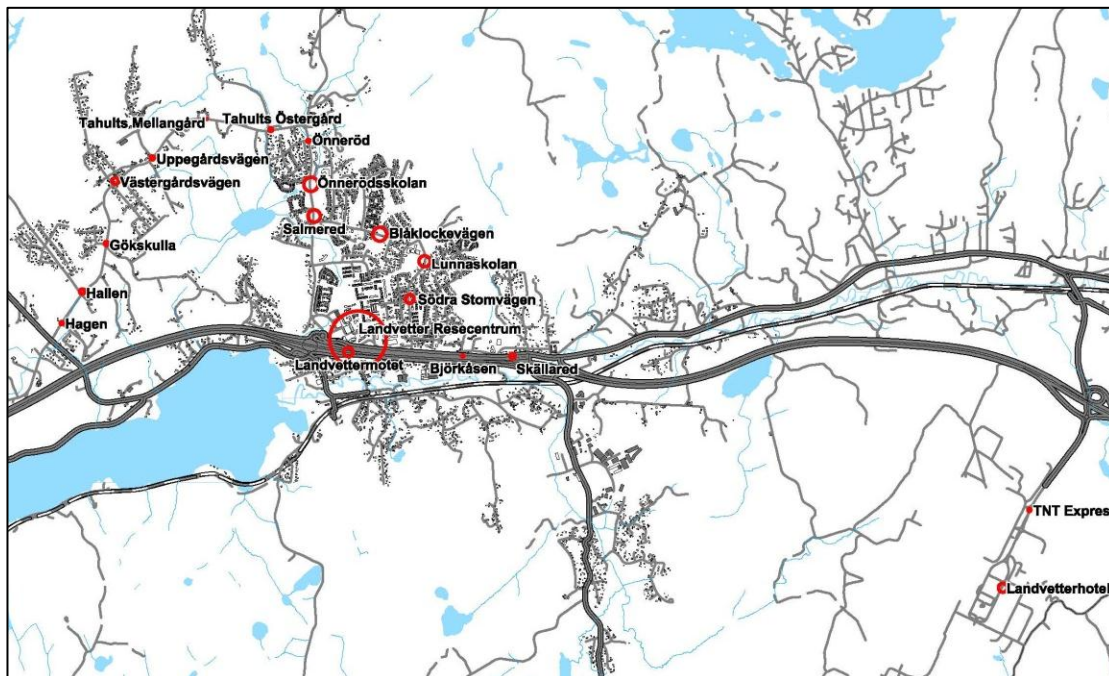 Tahults Mellangård
Tahults Östergård
Önneröd
Uppegårdsvägen
Västergårdsvägen
Önnerödsskolan
Salmered
Blåklockevägen
Gökskulla
Lunnaskolan
Hallen
Södra Stomvägen
Hagen
Landvetter Resecentrum
Landvettermotet
Björkåsen
Skällared
TNT Expres
Landvetterhotel